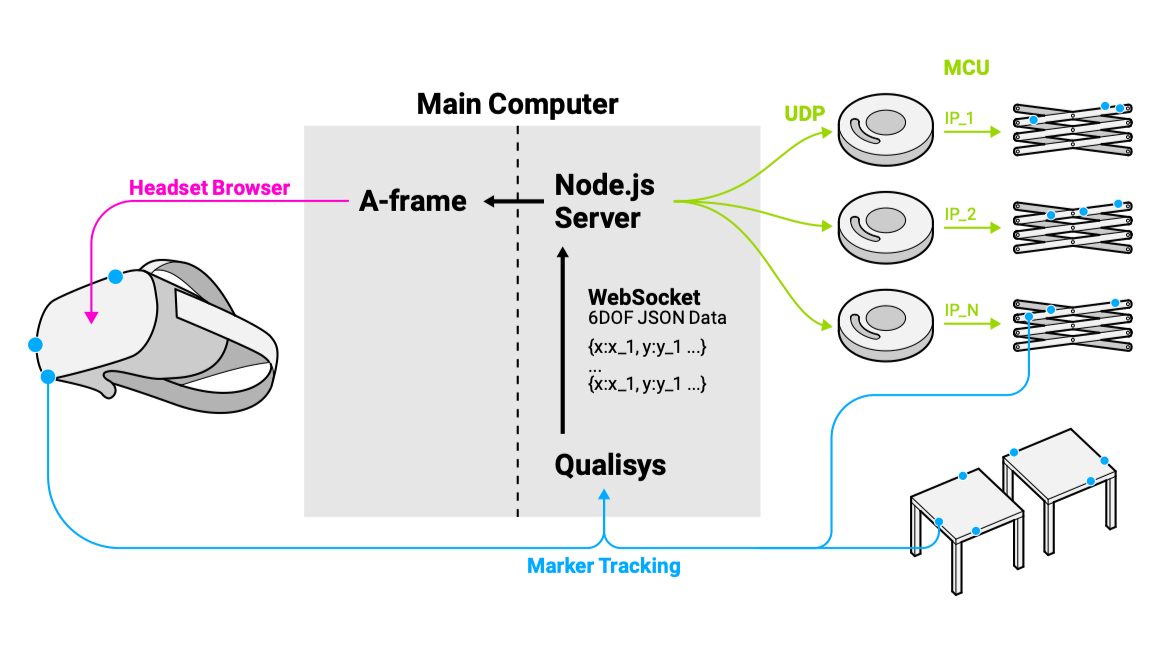 MCU
Main Computer
UDP
IP_1
Headset Browser
A-frame
Node.js
Server
IP_2
WebSocket
6DOF JSON Data
{x:x_1, y:y_1 ...}
...
{x:x_1, y:y_1 ...}
IP_N
Qualisys
Marker Tracking